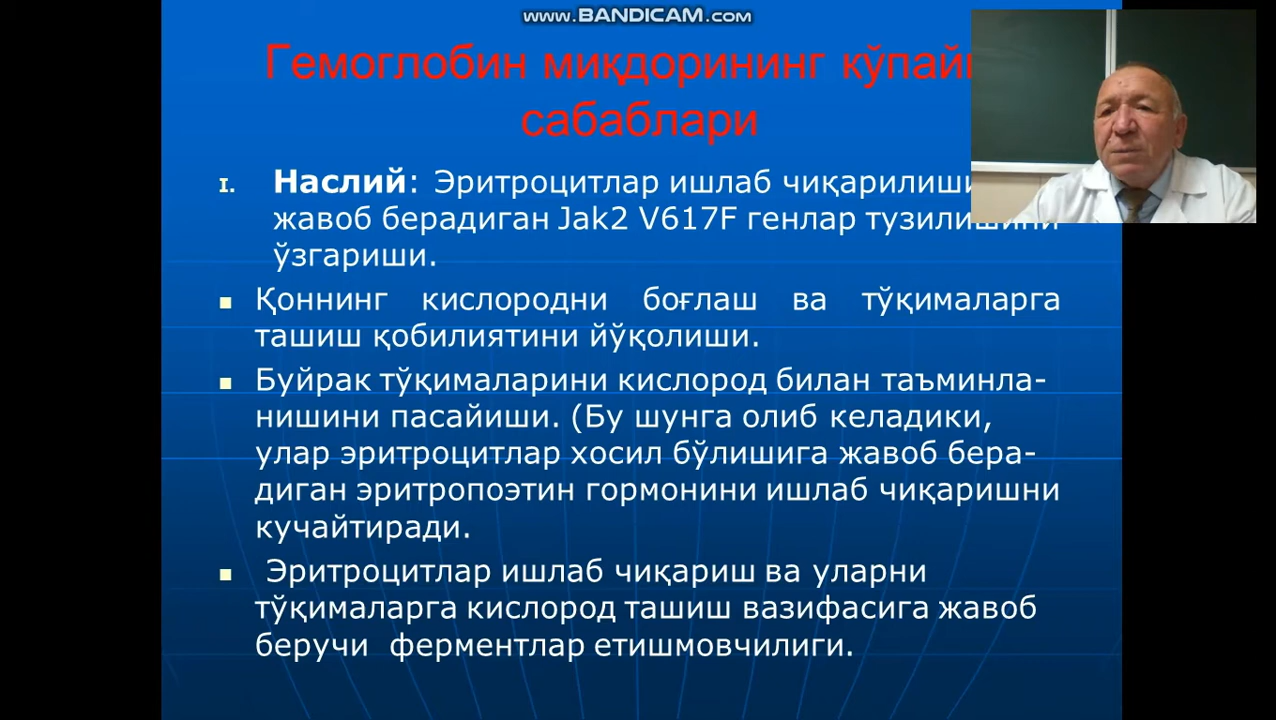 www.BANDICAM.com
Гемоглобин миқдорининг
сабаблари
I. Наслий: Эритроцитлар ишлаб
жавоб берадиган Jak2 V617F генлар тузилишини
ўзгариши.
Қоннинг кислородни боғлаш ва тўқималарга
ташиш қобилиятини йўқолиши.
Буйрак тўқималарини кислород билан таъминла-
нишини пасайиши. (Бу шунга олиб келадики,
улар эритроцитлар хосил бўлишига жавоб бера-
диган эритропоэтин гормонини ишлаб чиқаришни
кучайтиради.
Эритроцитлар ишлаб чиқариш ва уларни
тўқималарга кислород ташиш вазифасига жавоб
беручи ферментлар етишмовчилиги.